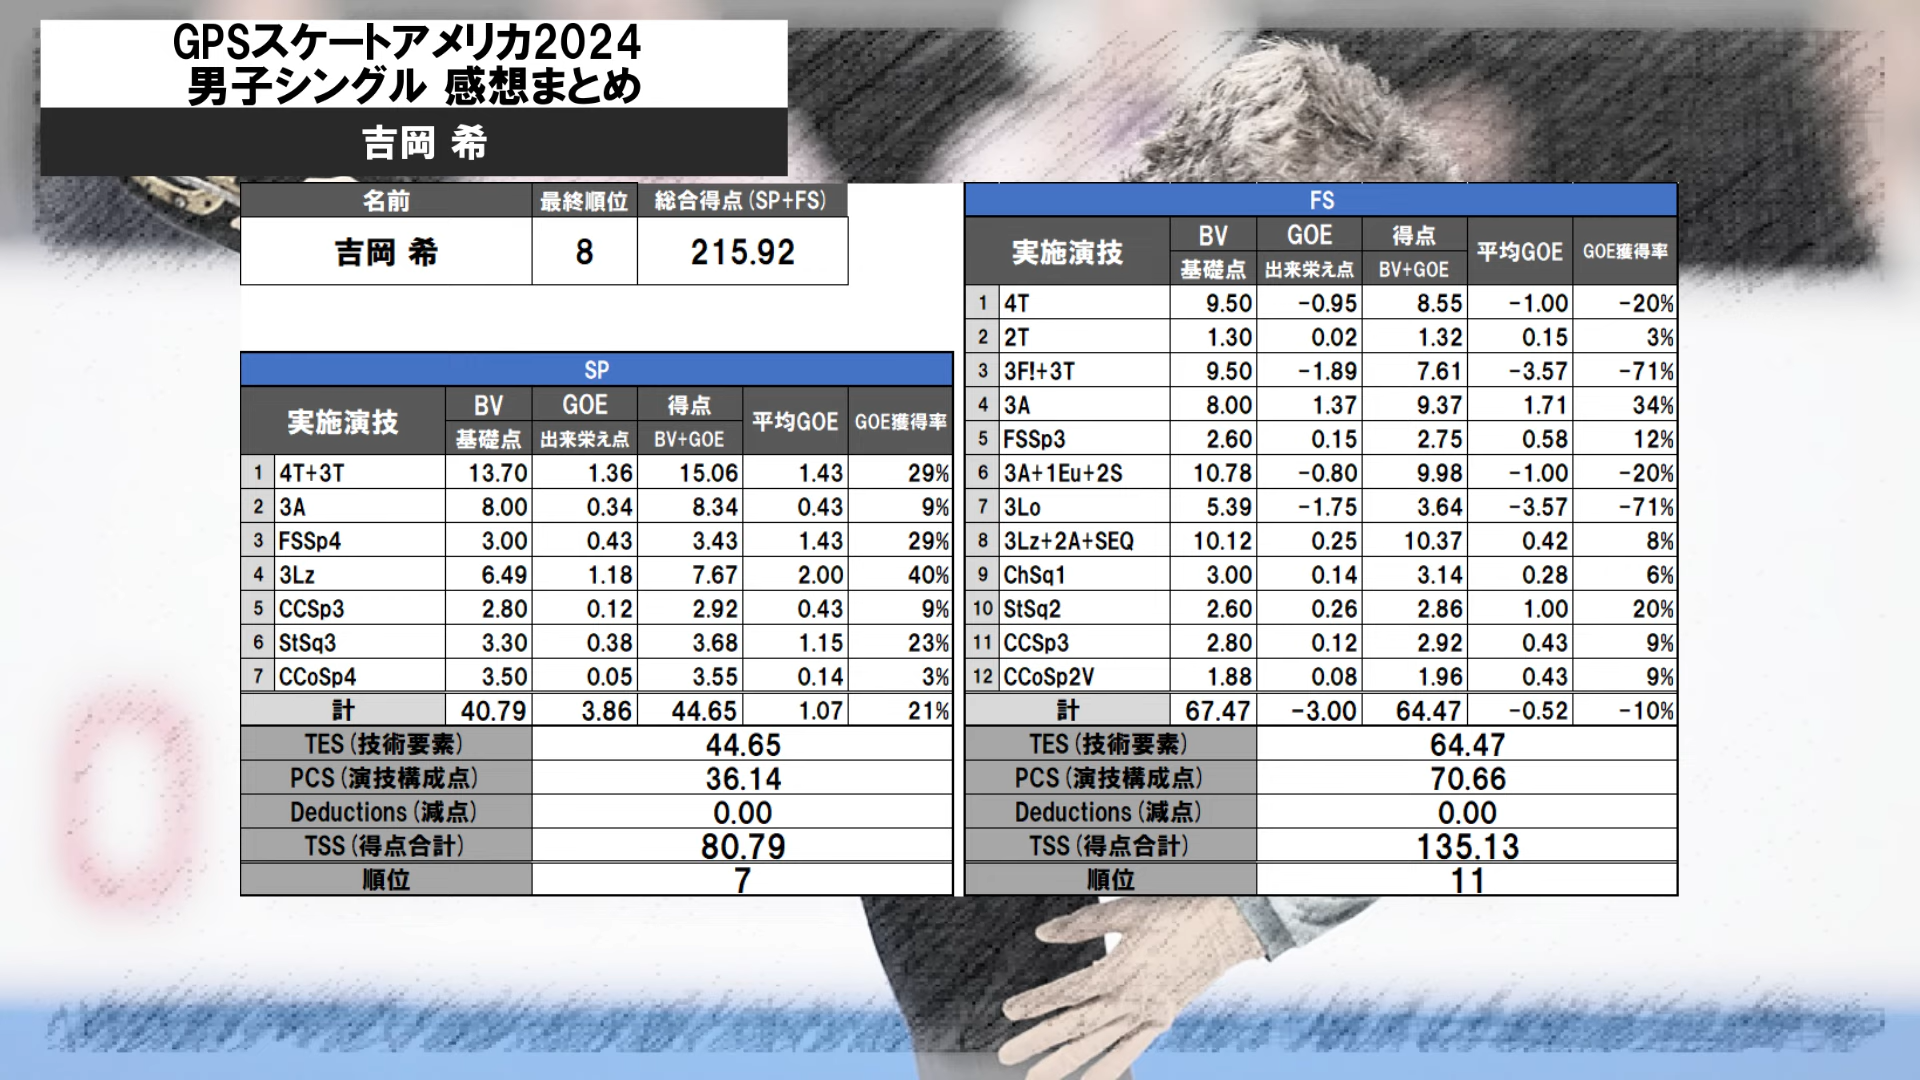 GPSスケートアメリカ2024
男子シングル 感想まとめ
吉岡 希
名前 最終順位 総合得点(SP+FS)
吉岡 希 8 215.92
SP
実施演技 BV GOE 得点 平均GOE GOE獲得率
基礎点 出来栄え点 BV+GOE
1 4T+3T 13.70 1.36 15.06 1.43 29%
2 3A 8.00 0.34 8.34 0.43 9%
3 FSSp4 3.00 0.43 3.43 1.43 29%
4 3Lz 6.49 1.18 7.67 2.00 40%
5 CCSp3 2.80 0.12 2.92 0.43 9%
6 StSq3 3.30 0.38 3.68 1.15 23%
7 CCoSp4 3.50 0.05 3.55 0.14 3%
計 40.79 3.86 44.65 1.07 21%
TES(技術要素) 44.65
PCS(演技構成点) 36.14
Deductions(減点) 0.00
TSS(得点合計) 80.79
順位 7
FS
実施演技 BV GOE 得点 平均GOE GOE獲得率
基礎点 出来栄え点 BV+GOE
1 4T 9.50 -0.95 8.55 -1.00 -20%
2 2T 1.30 0.02 1.32 0.15 3%
3 3F!+3T 9.50 -1.89 7.61 -3.57 -71%
4 3A 8.00 1.37 9.37 1.71 34%
5 FSSp3 2.60 0.15 2.75 0.58 12%
6 3A+1Eu+2S 10.78 -0.80 9.98 -1.00 -20%
7 3Lo 5.39 -1.75 3.64 -3.57 -71%
8 3Lz+2A+SEQ 10.12 0.25 10.37 0.42 8%
9 ChSq1 3.00 0.14 3.14 0.28 6%
10 StSq2 2.60 0.26 2.86 1.00 20%
11 CCSp3 2.80 0.12 2.92 0.43 9%
12 CCoSp2V 1.88 0.08 1.96 0.43 9%
計 67.47 -3.00 64.47 -0.52 -10%
TES(技術要素) 64.47
PCS(演技構成点) 70.66
Deductions(減点) 0.00
TSS(得点合計) 135.13
順位 11